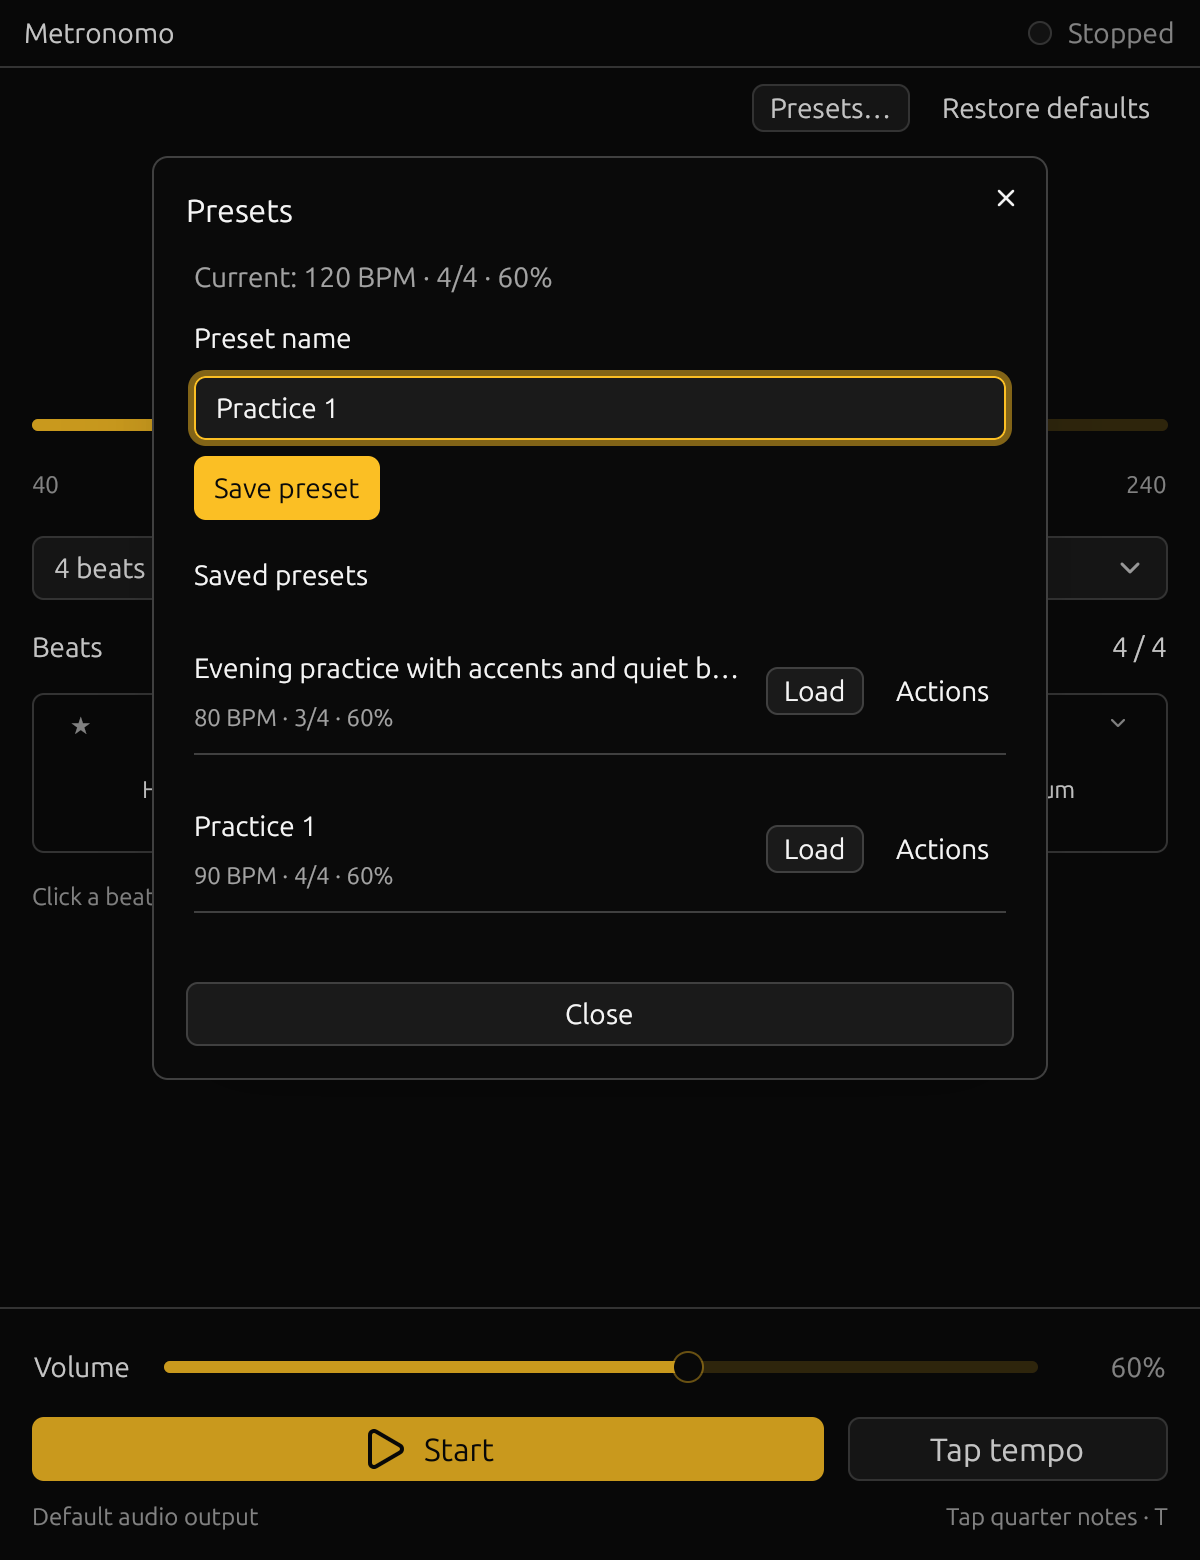 Metronomo
Stopped
Presets...
Restore defaults
Presets
Current: 120 BPM · 4/4 · 60%
Preset name
Practice 1
Save preset
40
240
4 beats
Saved presets
Beats
4 / 4
Evening practice with accents and quiet b...
80 BPM · 3/4 · 60%
Load
Actions
Practice 1
90 BPM · 4/4 · 60%
Load
Actions
Click a beat
Close
Volume
60%
Start
Tap tempo
Default audio output
Tap quarter notes · T